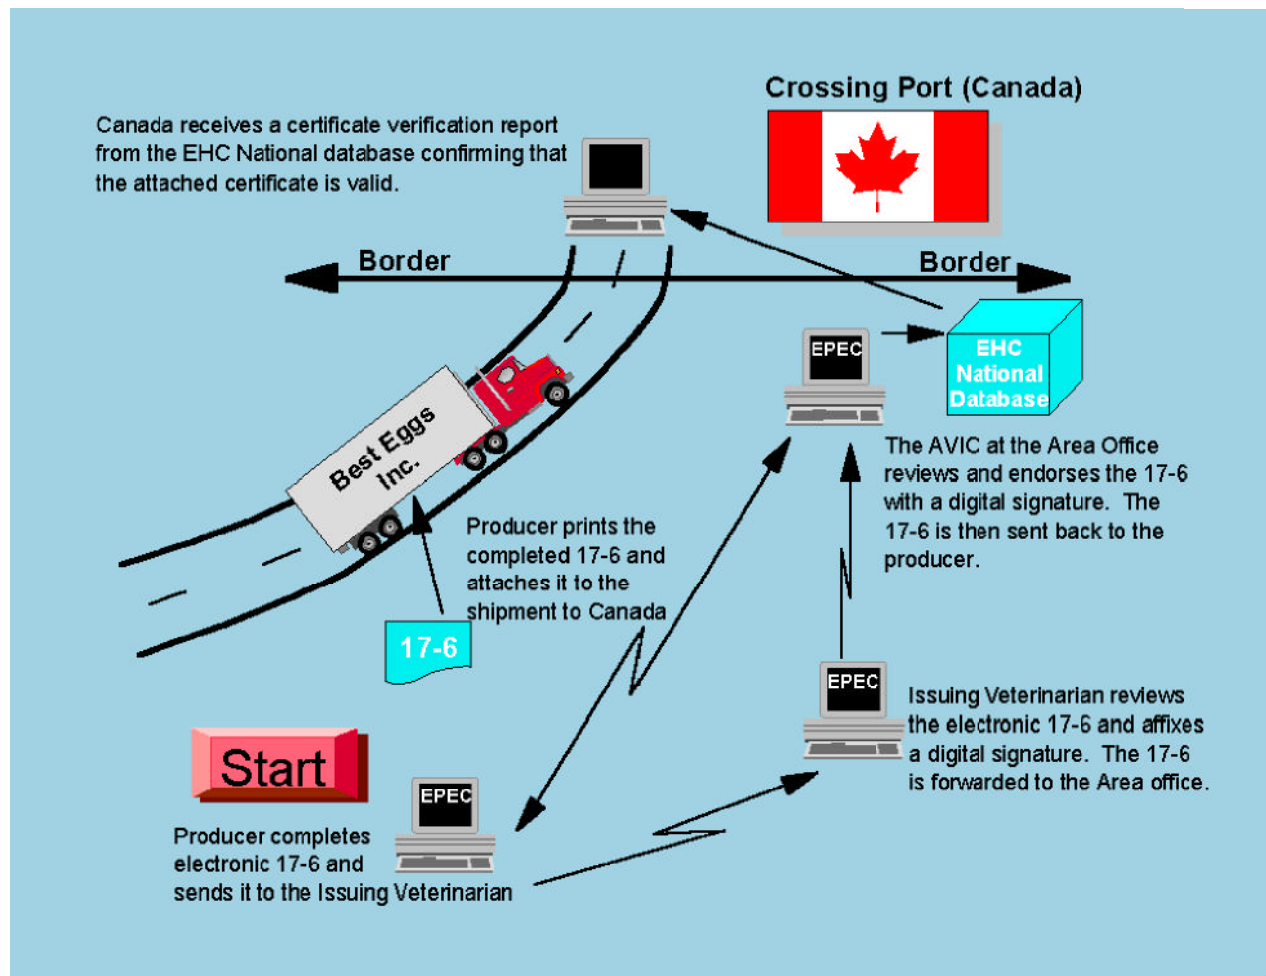 Crossing Port (Canada)
Canada receives a certificate verification report
from the EHC National database confirming that
the attached certificate is valid.
Border
Border
EPEC
EHC
National
Database
Best Eggs
Inc.
The AVIC at the Area Office
reviews and endorses the 17-6
with a digital signature.  The
17-6 is then sent back to the
producer.
Producer prints the
completed 17-6 and
attaches it to the
shipment to Canada
17-6
EPEC
Issuing Veterinarian reviews
the electronic 17-6 and affixes
a digital signature.  The 17-6
is forwarded to the Area office.
Start
EPEC
Producer completes
electronic 17-6 and
sends it to the Issuing Veterinarian